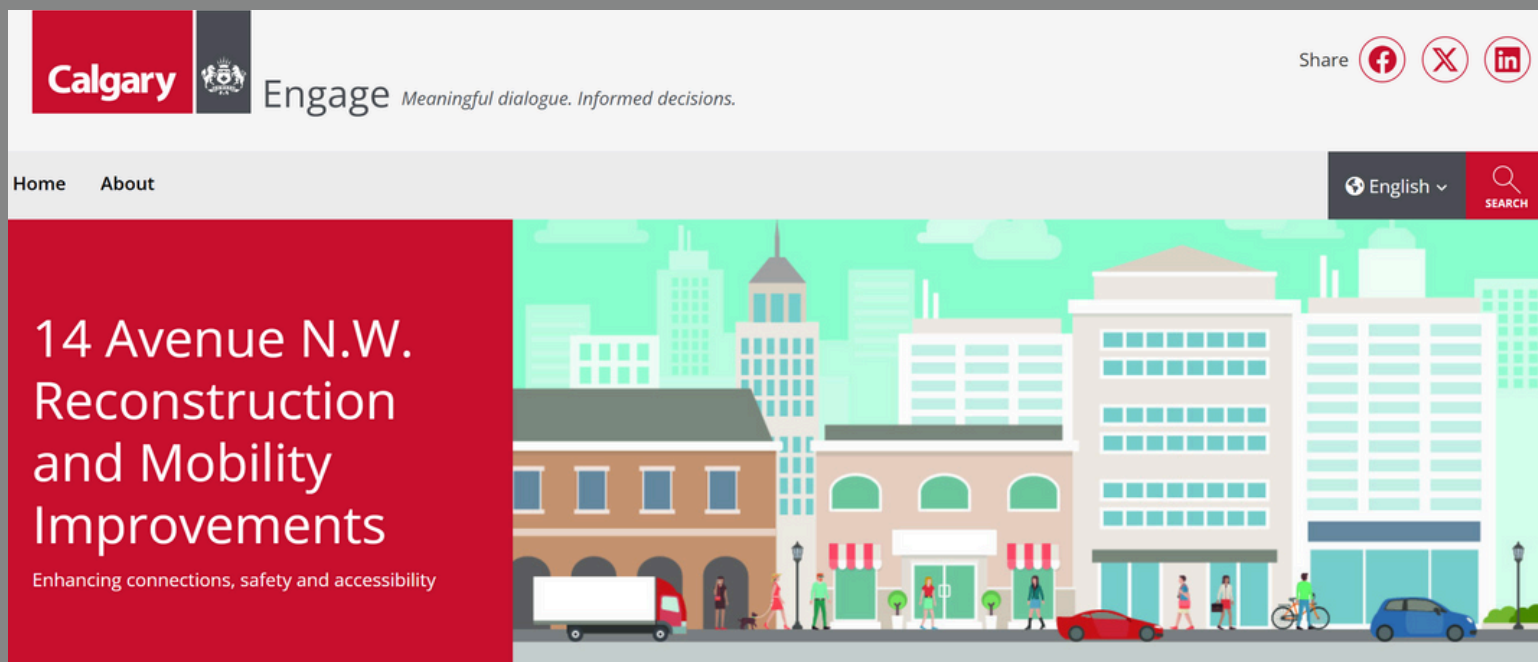 Calgary
Engage Meaningful dialogue. Informed decisions.
Share
Home About
English
SEARCH
14 Avenue N.W.
Reconstruction
and Mobility
Improvements
Enhancing connections, safety and accessibility